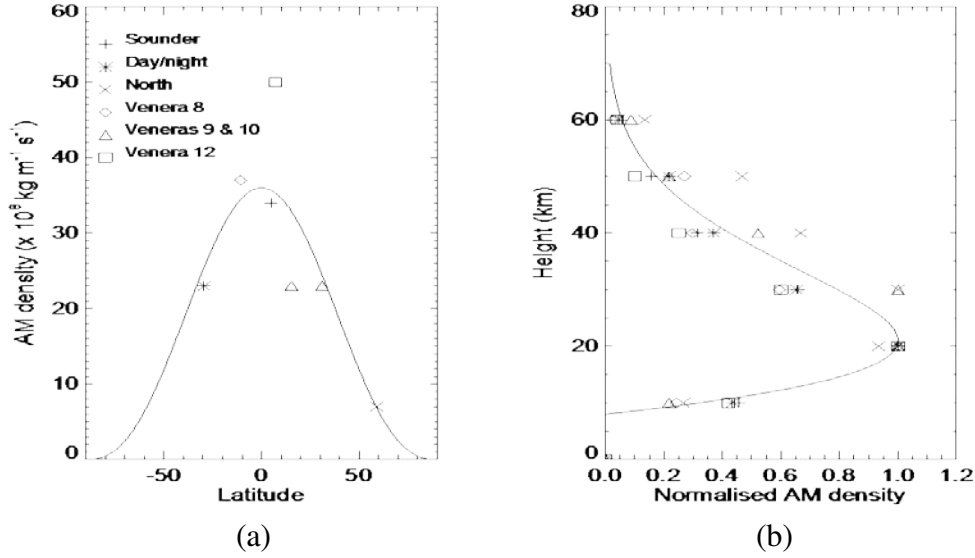 60
50
40
30
20
10
0
AM density (x 10⁸ kg m⁻¹ s⁻¹)
Sounder
Day/night
North
Venera 8
Veneras 9 & 10
Venera 12
-50 0 50
Latitude
(a)
80
60
40
20
0
Height (km)
0.0 0.2 0.4 0.6 0.8 1.0 1.2
Normalised AM density
(b)